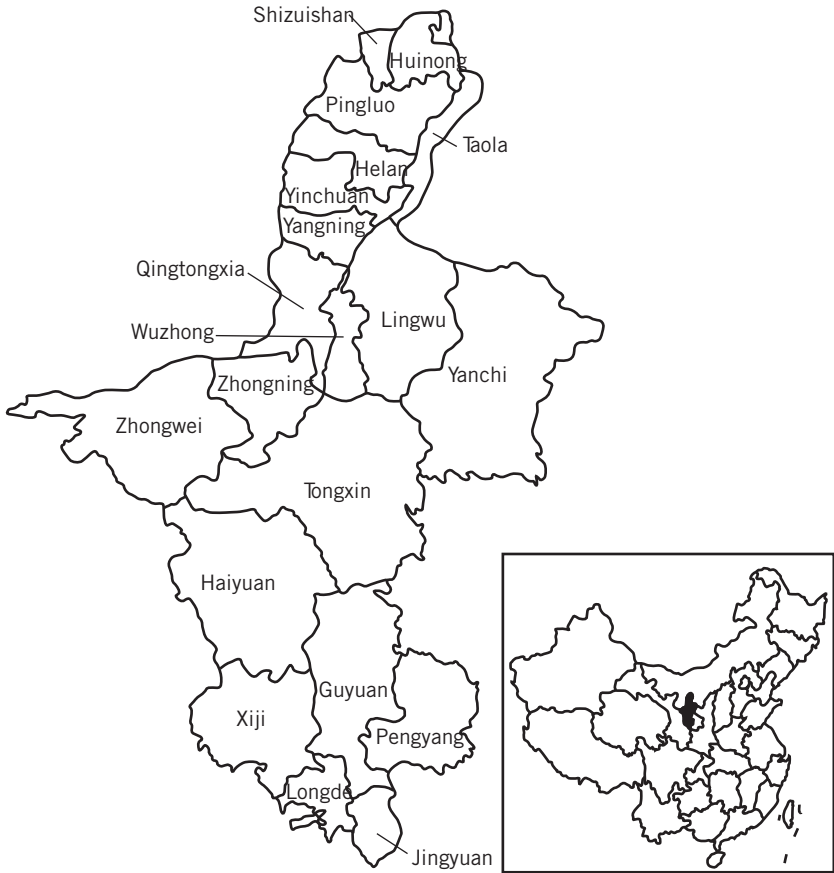 Shizuishan
Huinong
Pingluo
Taola
Helan
Yinchuan
Yangning
Qingtongxia
Lingwu
Wuzhong
Yanchi
Zhongning
Zhongwei
Tongxin
Haiyuan
Guyuan
Xiji
Pengyang
Longde
Jingyuan